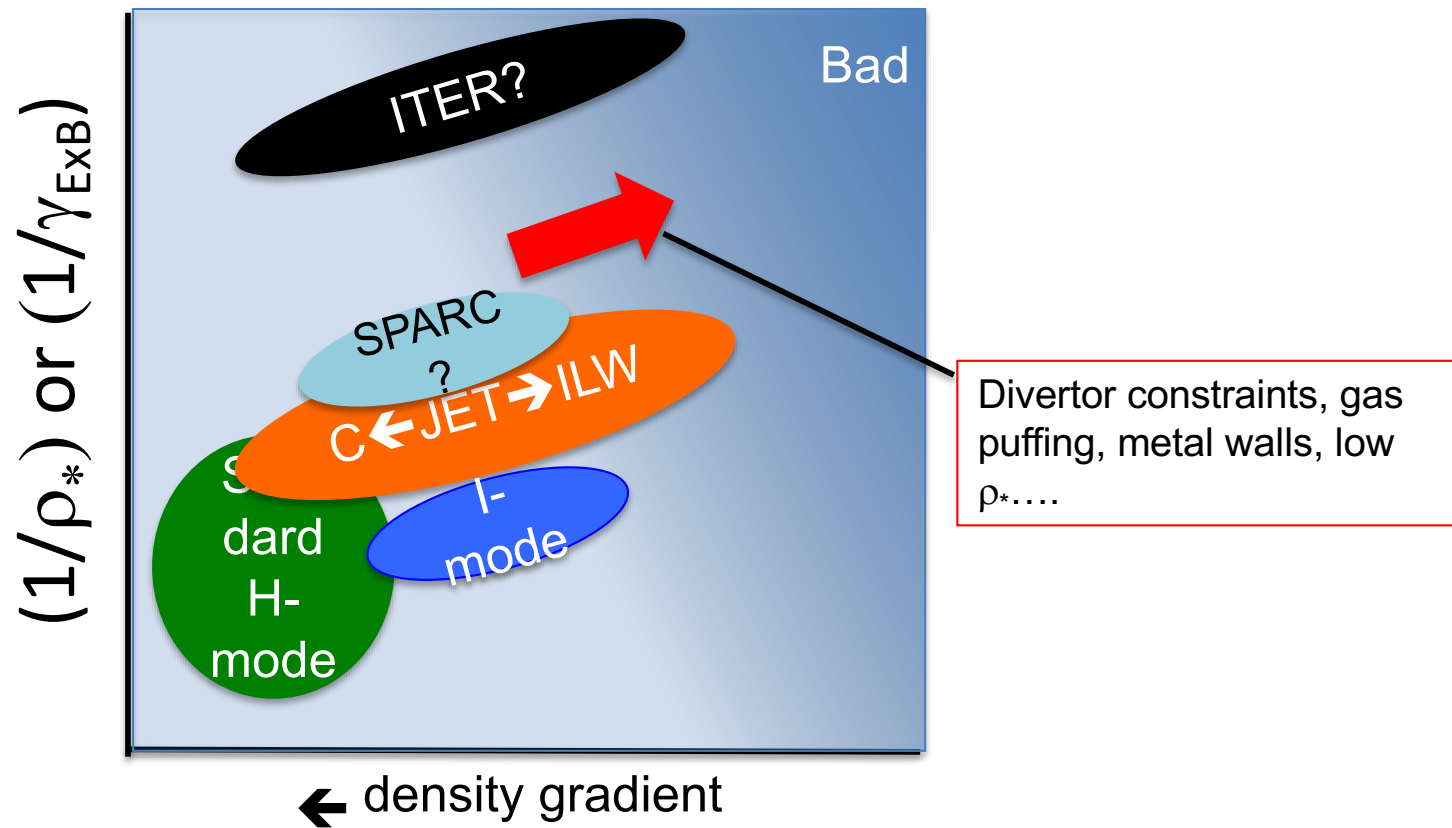 (1/ρ*) or (1/γExB)
Bad
ITER?
SPARC
?
C🡸JET🡺ILW
dard
H-
mode
I-
mode
Divertor constraints, gas
puffing, metal walls, low
ρ*….
🡸 density gradient